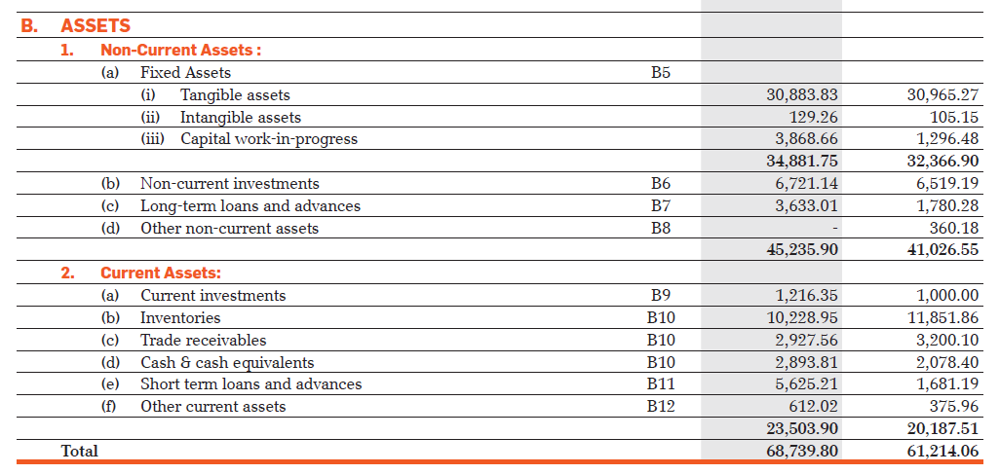 B. ASSETS
1. Non-Current Assets :
(a) Fixed Assets B5
(i) Tangible assets 30,883.83 30,965.27
(ii) Intangible assets 129.26 105.15
(iii) Capital work-in-progress 3,868.66 1,296.48
34,881.75 32,366.90
(b) Non-current investments B6 6,721.14 6,519.19
(c) Long-term loans and advances B7 3,633.01 1,780.28
(d) Other non-current assets B8 - 360.18
45,235.90 41,026.55
2. Current Assets:
(a) Current investments B9 1,216.35 1,000.00
(b) Inventories B10 10,228.95 11,851.86
(c) Trade receivables B10 2,927.56 3,200.10
(d) Cash & cash equivalents B10 2,893.81 2,078.40
(e) Short term loans and advances B11 5,625.21 1,681.19
(f) Other current assets B12 612.02 375.96
23,503.90 20,187.51
Total 68,739.80 61,214.06